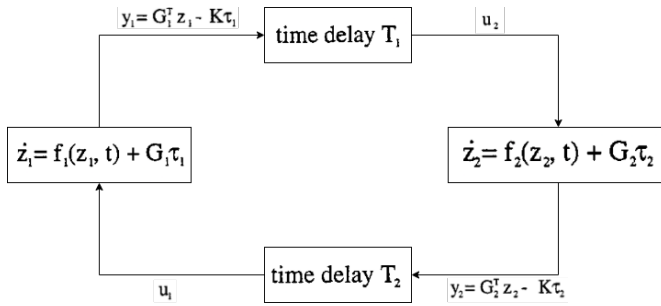 y₁= G₁ᵀ z₁ - Kτ₁
time delay T₁
u₂
ż₁= f₁(z₁, t) + G₁τ₁
ż₂= f₂(z₂, t) + G₂τ₂
time delay T₂
u₁
y₂= G₂ᵀ z₂ - Kτ₂